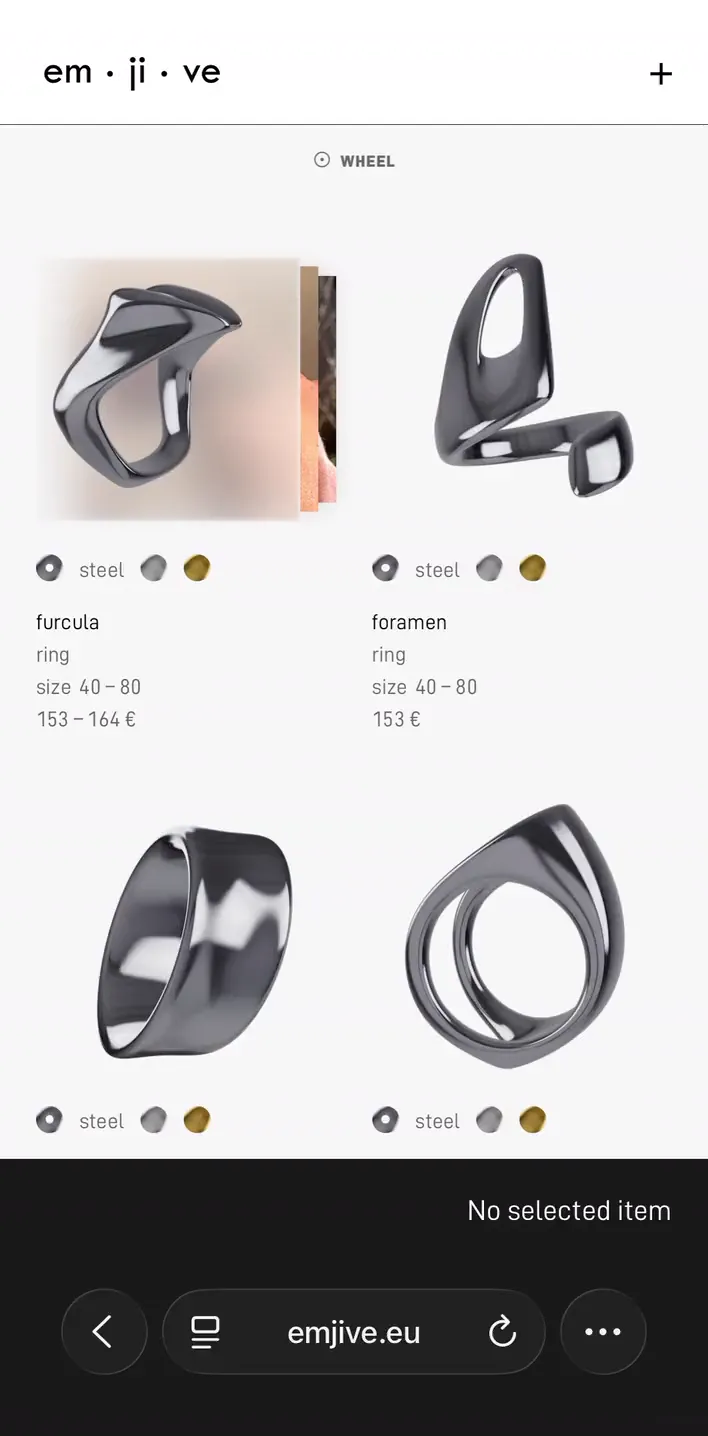 em · ji · ve
+
WHEEL
steel
furcula
ring
size 40 – 80
153 – 164 €
steel
foramen
ring
size 40 – 80
153 €
steel
steel
No selected item
emjive.eu